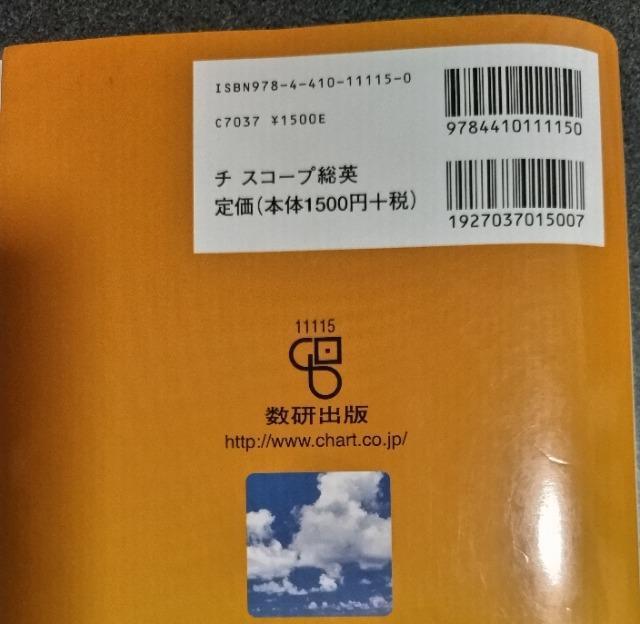 ISBN978-4-410-11115-0
C7037 ¥1500E
チ スコープ総英
定価(本体1500円+税)
9784410111150
1927037015007
11115
数研出版
http://www.chart.co.jp/